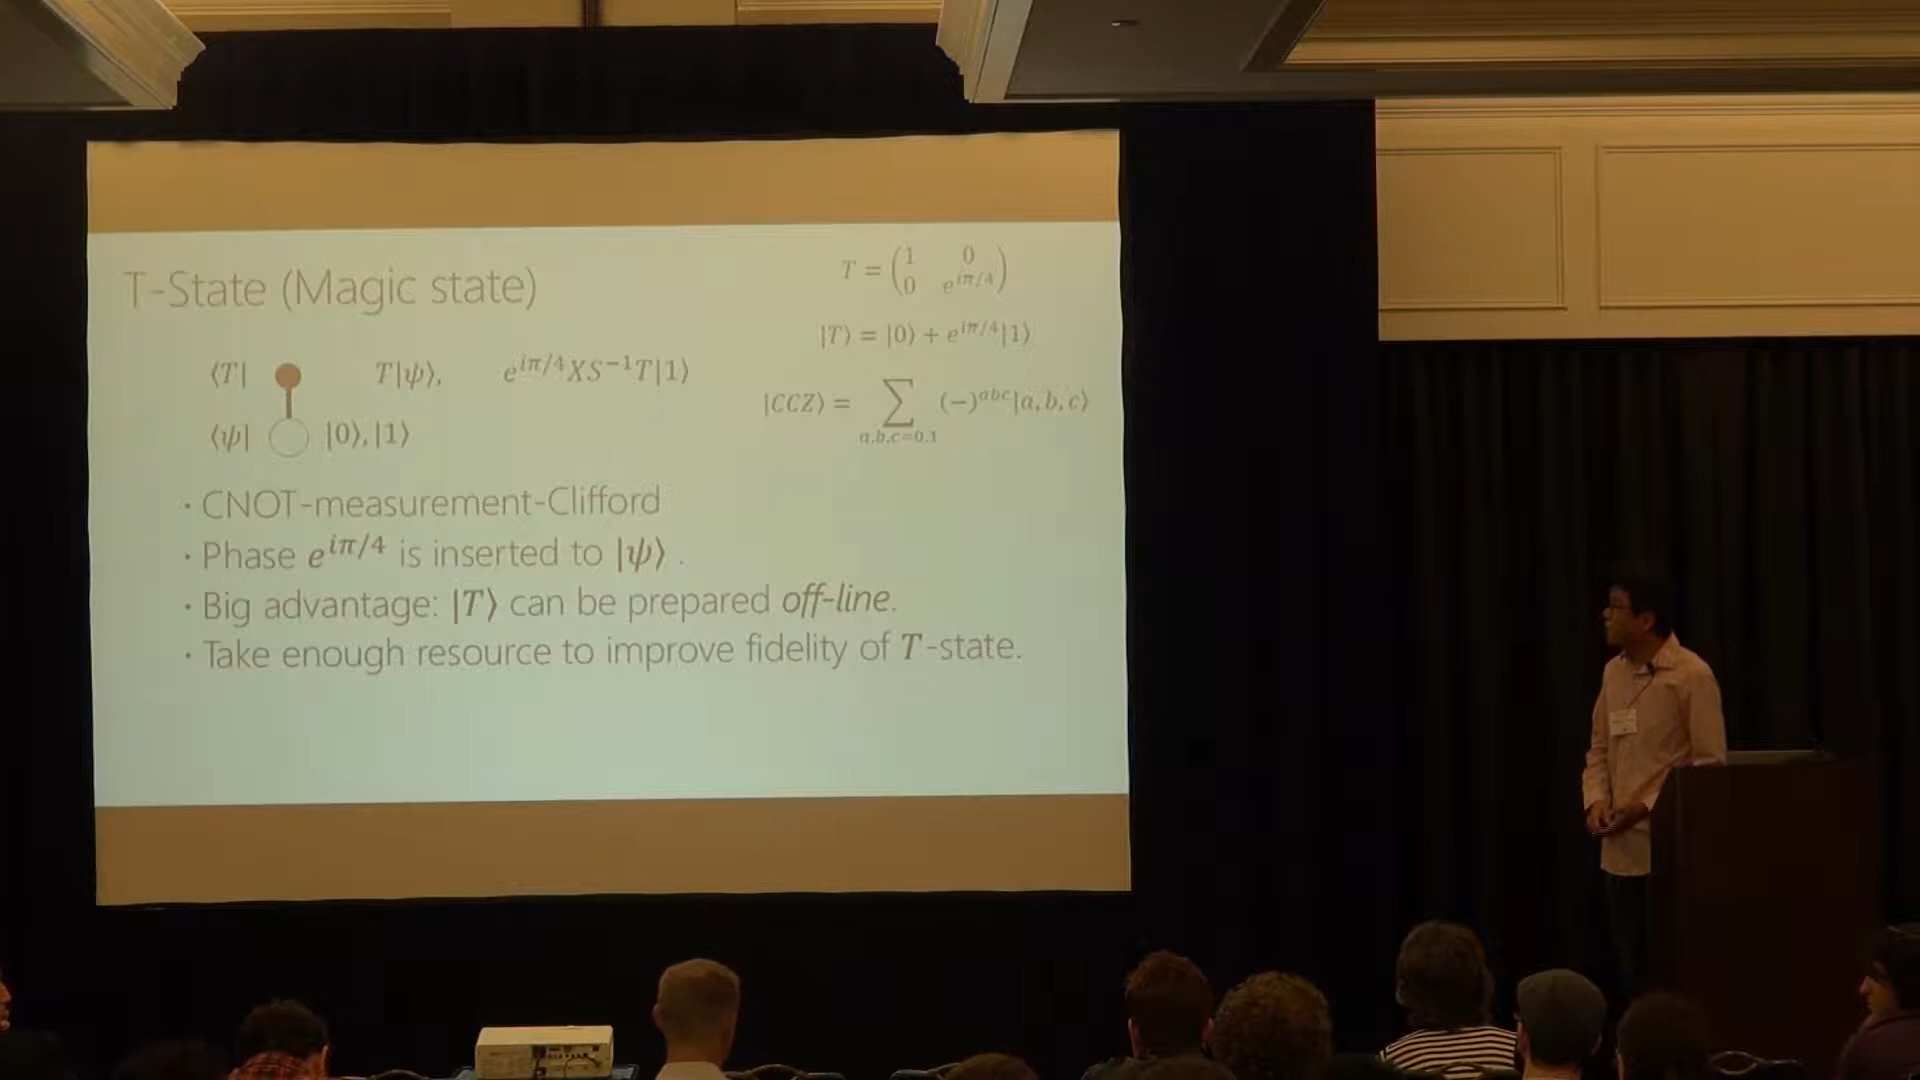 T-State (Magic state)
T = (1 0
0 e^{iπ/4})
|T⟩ = |0⟩ + e^{iπ/4}|1⟩
|CCZ⟩ = ∑ (−)^{abc}|a, b, c⟩
a,b,c=0,1
⟨T| T|ψ⟩, e^{iπ/4}XS^{−1}T|1⟩
⟨ψ| |0⟩, |1⟩
· CNOT-measurement-Clifford
· Phase e^{iπ/4} is inserted to |ψ⟩ .
· Big advantage: |T⟩ can be prepared off-line.
· Take enough resource to improve fidelity of T-state.